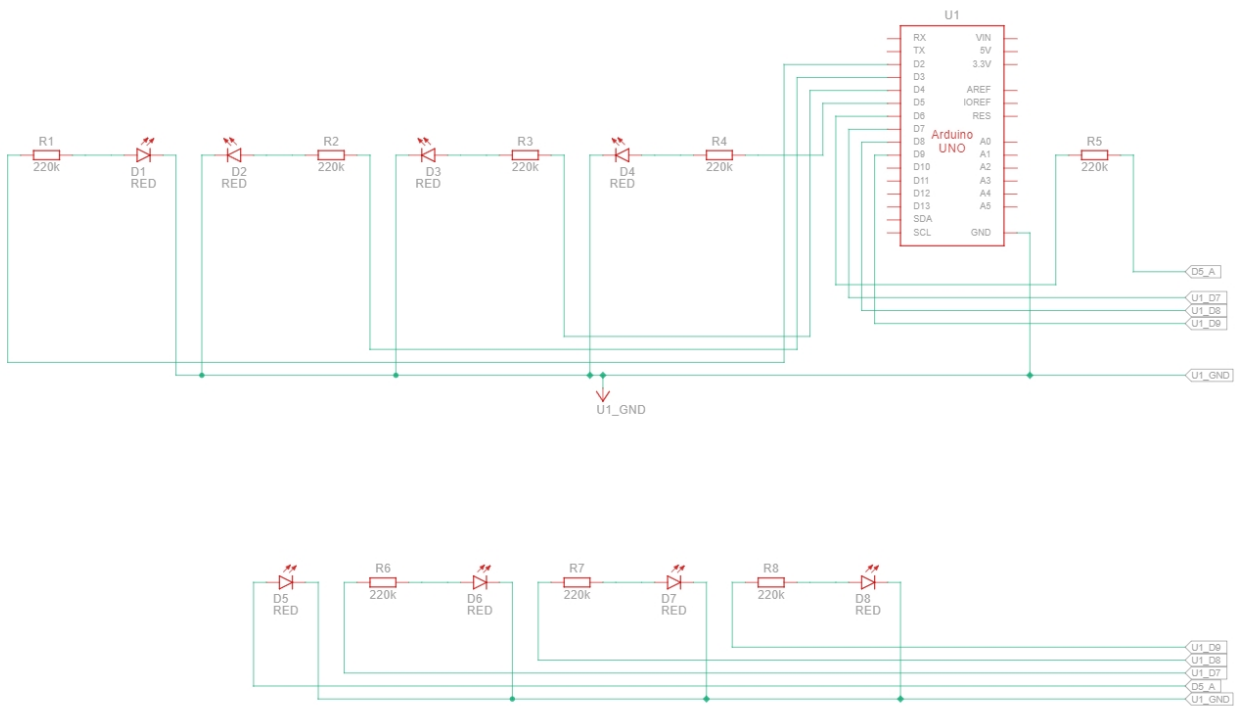 U1
RX VIN
TX 5V
D2 3.3V
D3
D4 AREF
D5 IOREF
D6 RES
D7
Arduino
UNO
D8 A0
D9 A1
D10 A2
D11 A3
D12 A4
D13 A5
SDA
SCL GND
R1
220k
D1
RED
D2
RED
R2
220k
D3
RED
R3
220k
D4
RED
R4
220k
R5
220k
D5_A
U1_D7
U1_D8
U1_D9
U1_GND
U1_GND
D5
RED
R6
220k
D6
RED
R7
220k
D7
RED
R8
220k
D8
RED
U1_D9
U1_D8
U1_D7
D5_A
U1_GND